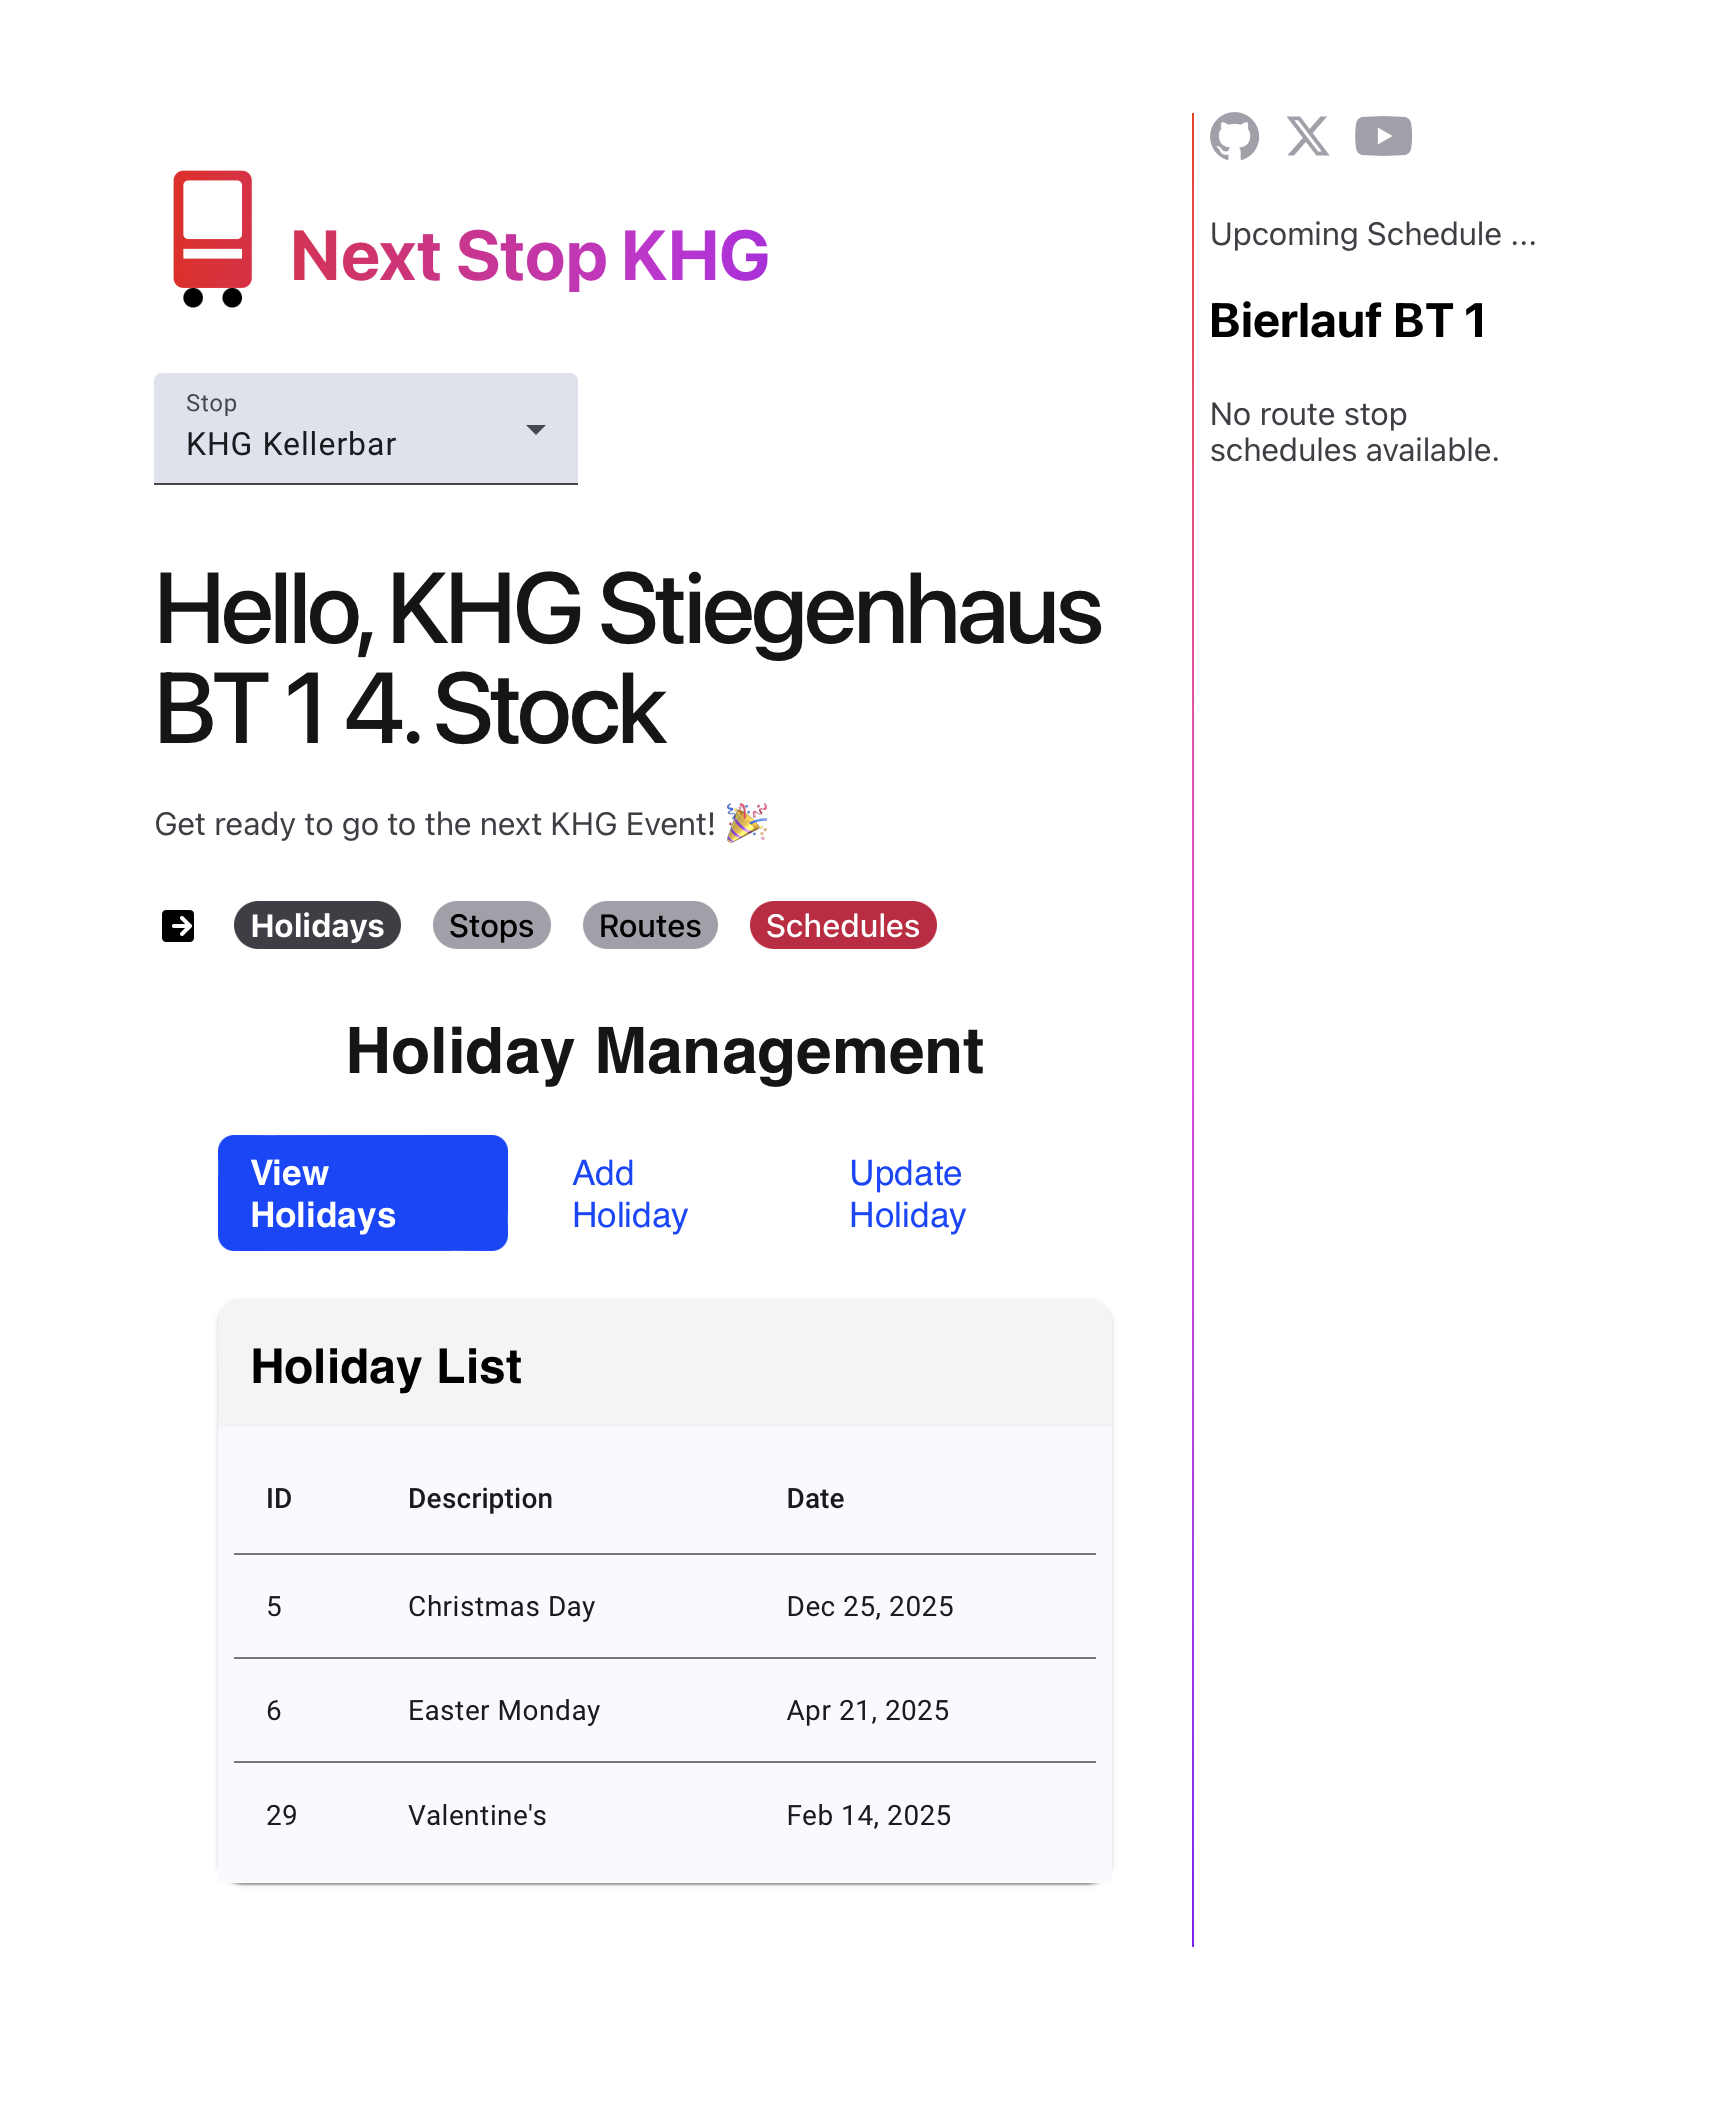 Next Stop KHG
Stop
KHG Kellerbar
Hello, KHG Stiegenhaus
BT 1 4. Stock
Get ready to go to the next KHG Event! 🎉
Holidays Stops Routes Schedules
Holiday Management
View
Holidays
Add
Holiday
Update
Holiday
Holiday List
ID Description Date
5 Christmas Day Dec 25, 2025
6 Easter Monday Apr 21, 2025
29 Valentine's Feb 14, 2025
Upcoming Schedule ...
Bierlauf BT 1
No route stop
schedules available.